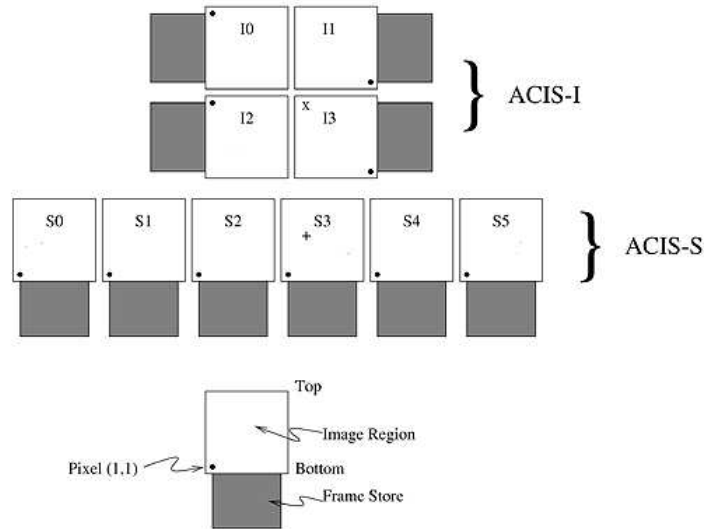 I0 I1
ACIS-I
I2 x I3
S0 S1 S2 S3 S4 S5
+
ACIS-S
Top
Image Region
Pixel (1,1) Bottom
Frame Store